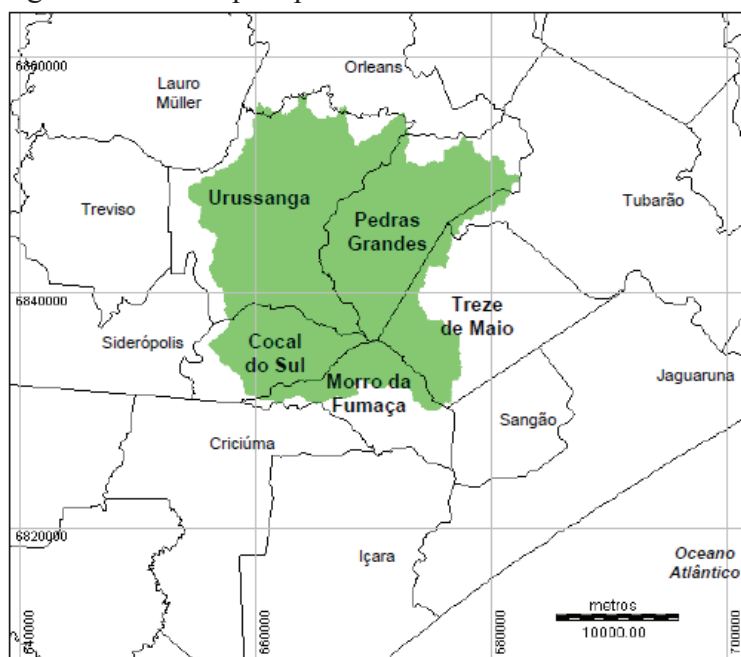 6860000
Orleans
Lauro
Müller
Urussanga
Treviso
Pedras
Grandes
Tubarão
6840000
Treze
de Maio
Siderópolis
Cocal
do Sul
Jaguaruna
Morro da
Fumaça
Sangão
Criciúma
6820000
Içara
Oceano
Atlântico
metros
10000.00
6400000
660000
680000
700000